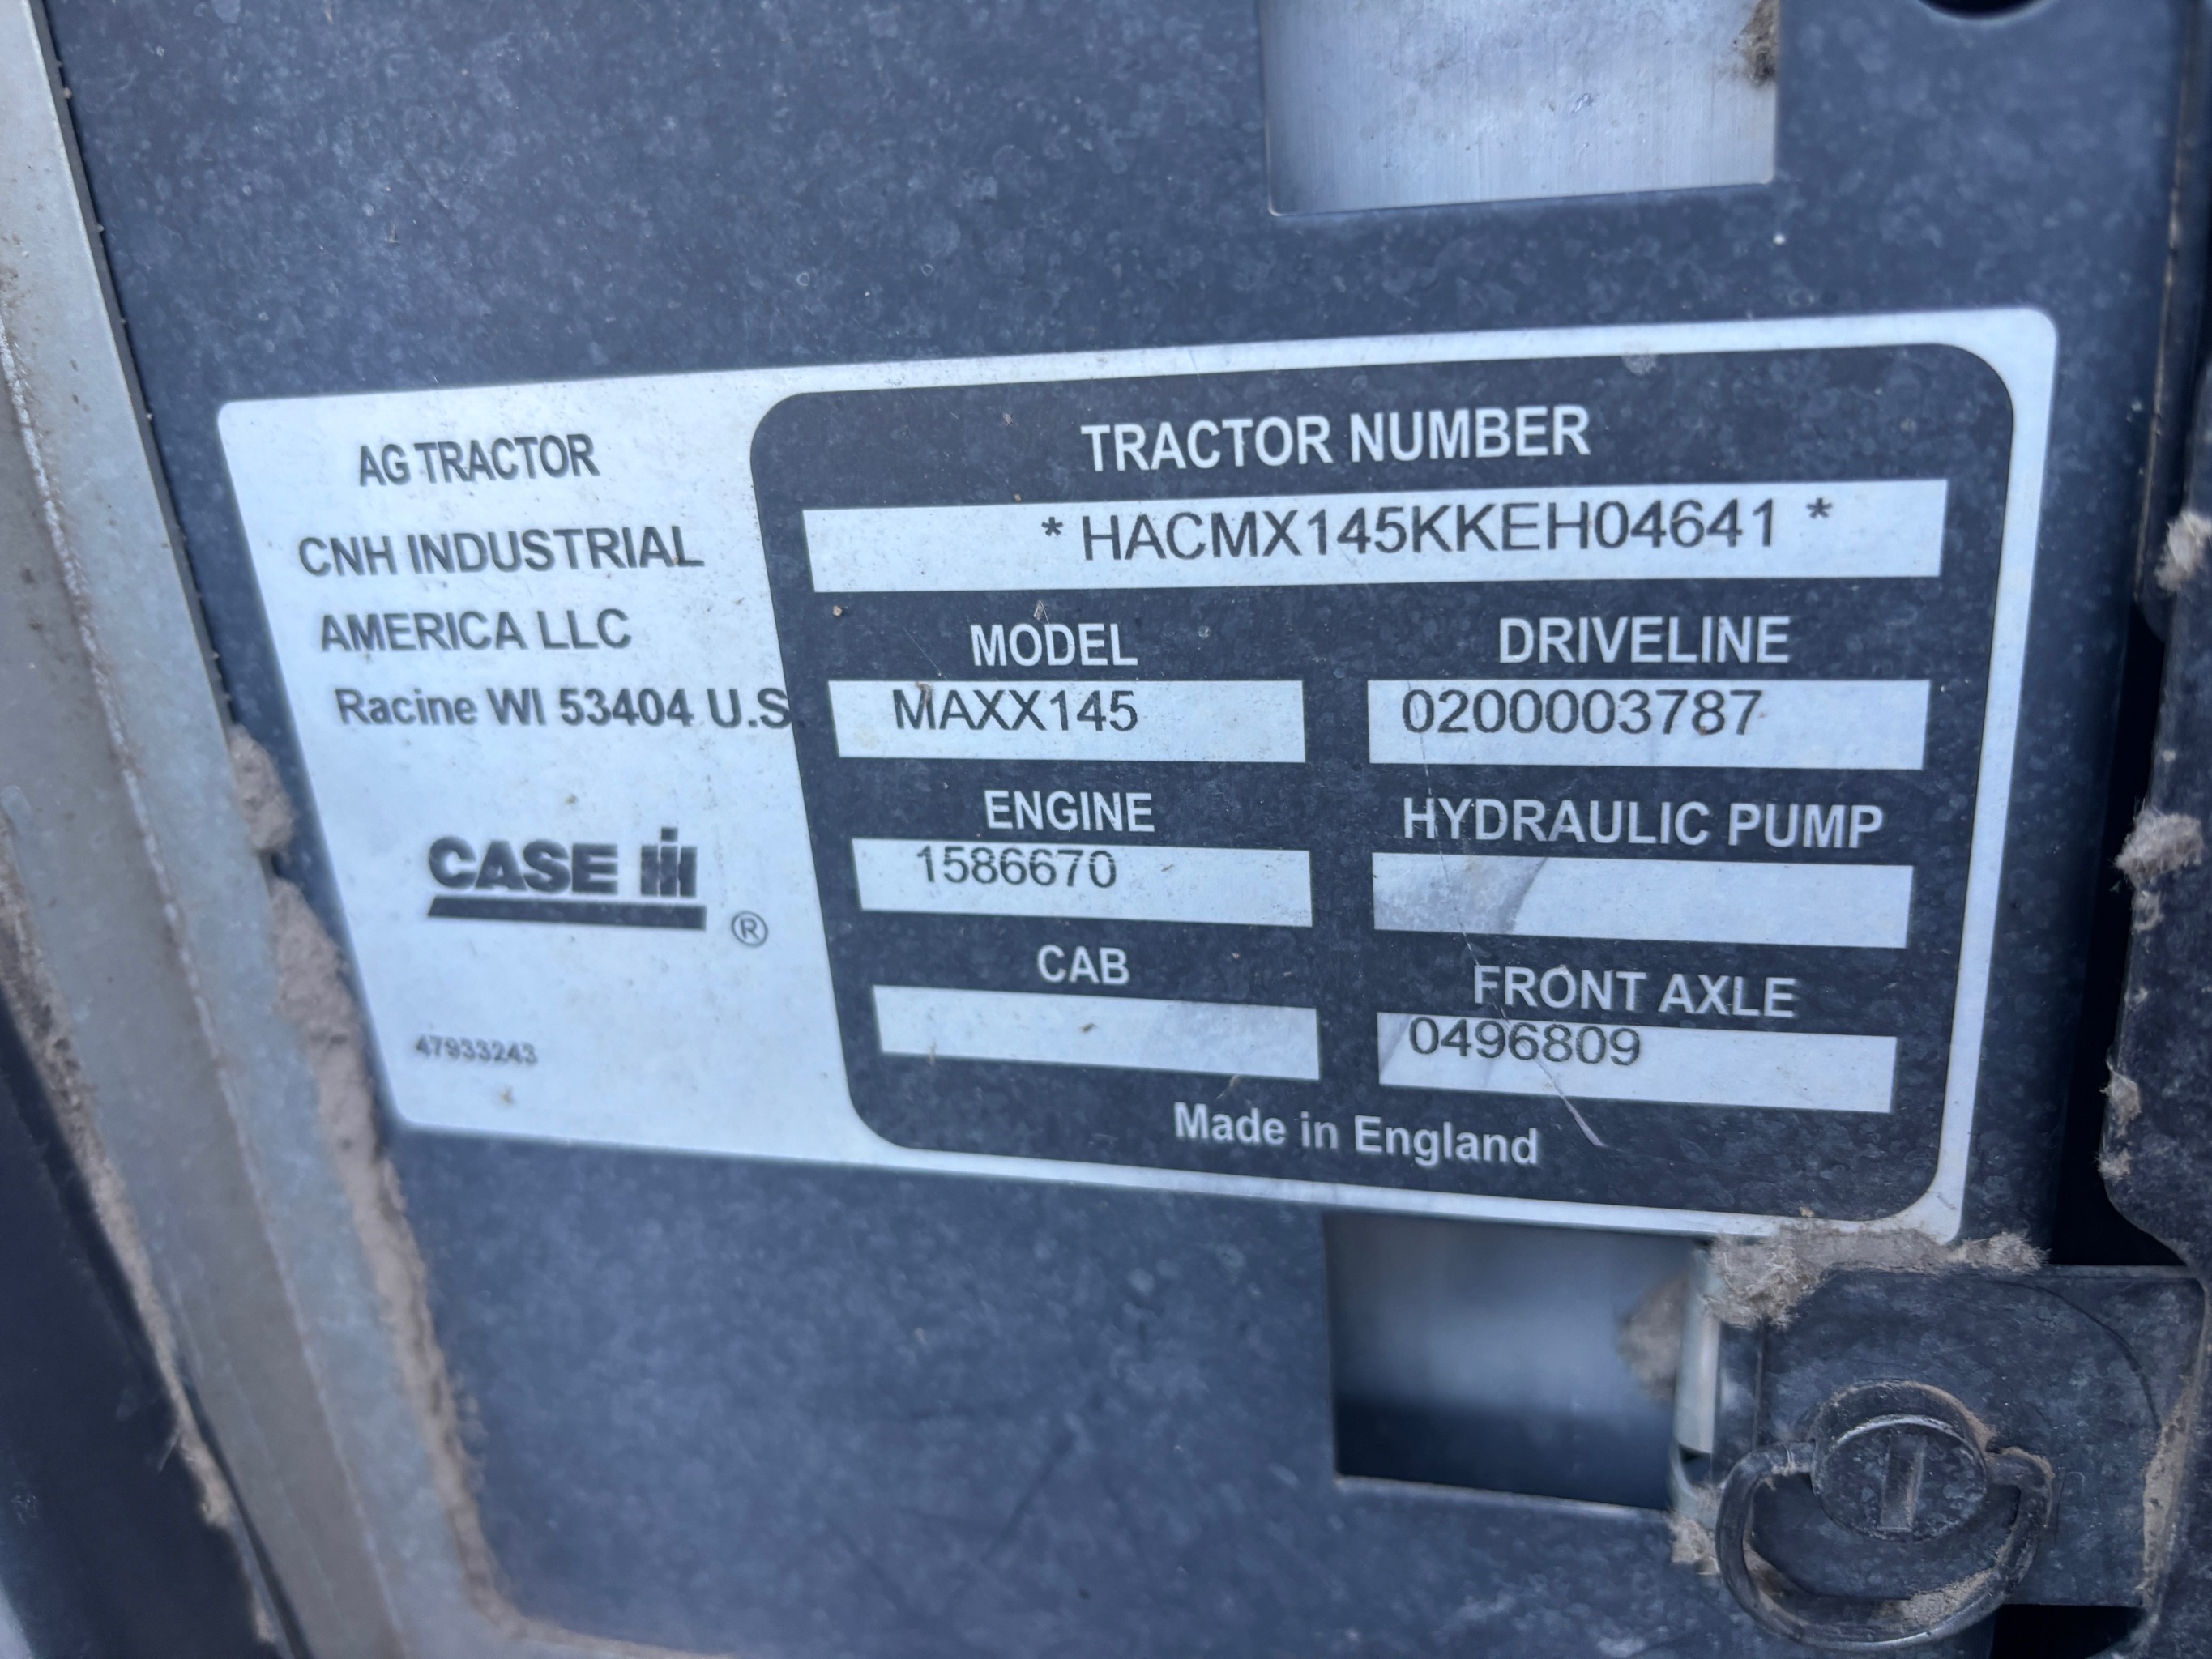 AG TRACTOR
CNH INDUSTRIAL
AMERICA LLC
Racine WI 53404 U.S.
CASE IH
®
47933243
TRACTOR NUMBER
* HACMX145KKEH04641 *
MODEL
MAXX145
DRIVELINE
0200003787
ENGINE
1586670
HYDRAULIC PUMP
CAB
FRONT AXLE
0496809
Made in England